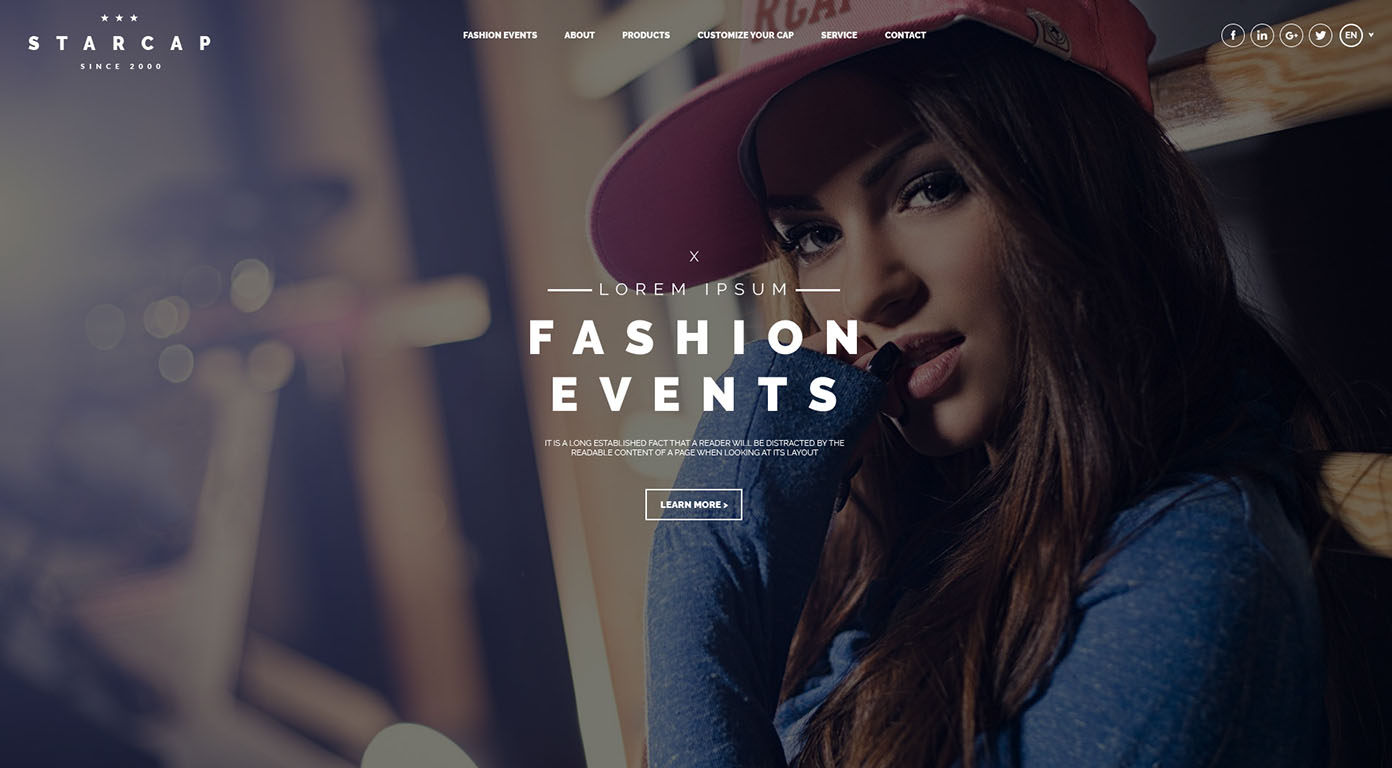 STARCAP
SINCE 2000
FASHION EVENTS ABOUT PRODUCTS CUSTOMIZE YOUR CAP SERVICE CONTACT
f in G+ EN
X
LOREM IPSUM
FASHION
EVENTS
IT IS A LONG ESTABLISHED FACT THAT A READER WILL BE DISTRACTED BY THE
READABLE CONTENT OF A PAGE WHEN LOOKING AT ITS LAYOUT
LEARN MORE >